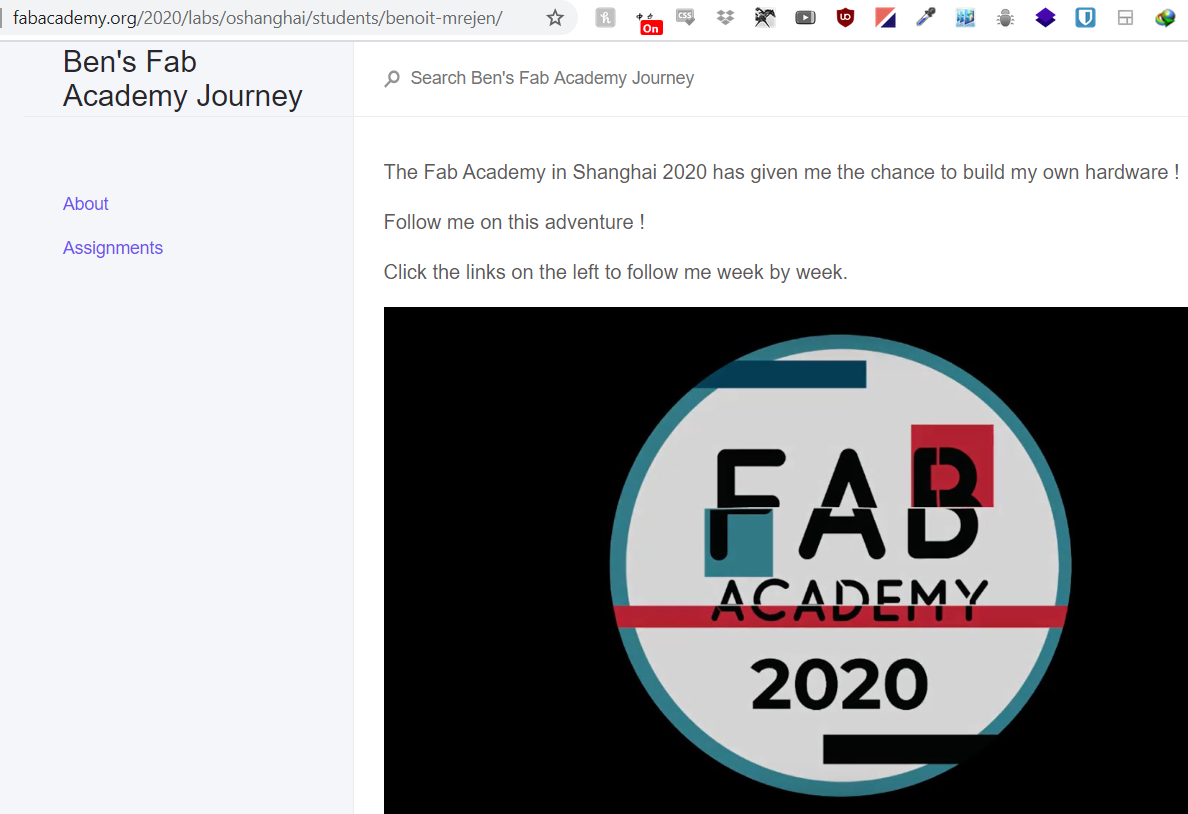 fabacademy.org/2020/labs/oshanghai/students/benoit-mrejen/
On
CSS
Ben's Fab
Academy Journey
Search Ben's Fab Academy Journey
About
Assignments
The Fab Academy in Shanghai 2020 has given me the chance to build my own hardware !
Follow me on this adventure !
Click the links on the left to follow me week by week.
FAB
ACADEMY
2020